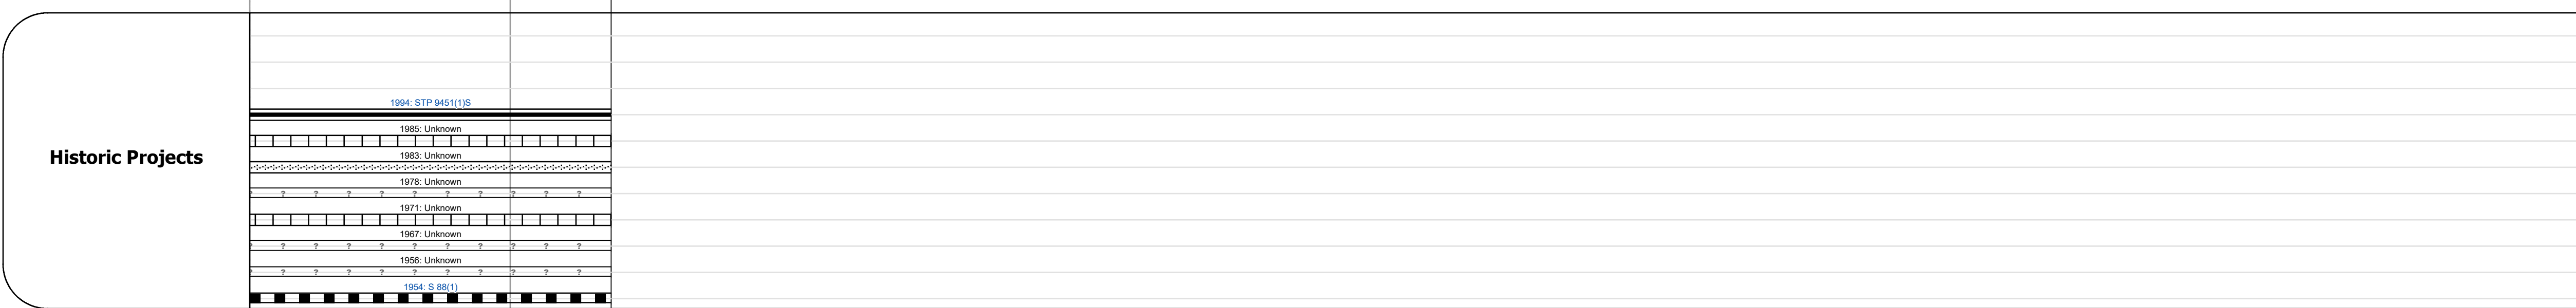 Historic Projects
1994: STP 9451(1)S
1985: Unknown
1983: Unknown
1978: Unknown
? ? ? ? ? ? ? ? ? ? ?
1971: Unknown
1967: Unknown
? ? ? ? ? ? ? ? ? ? ?
1956: Unknown
? ? ? ? ? ? ? ? ? ? ?
1954: S 88(1)